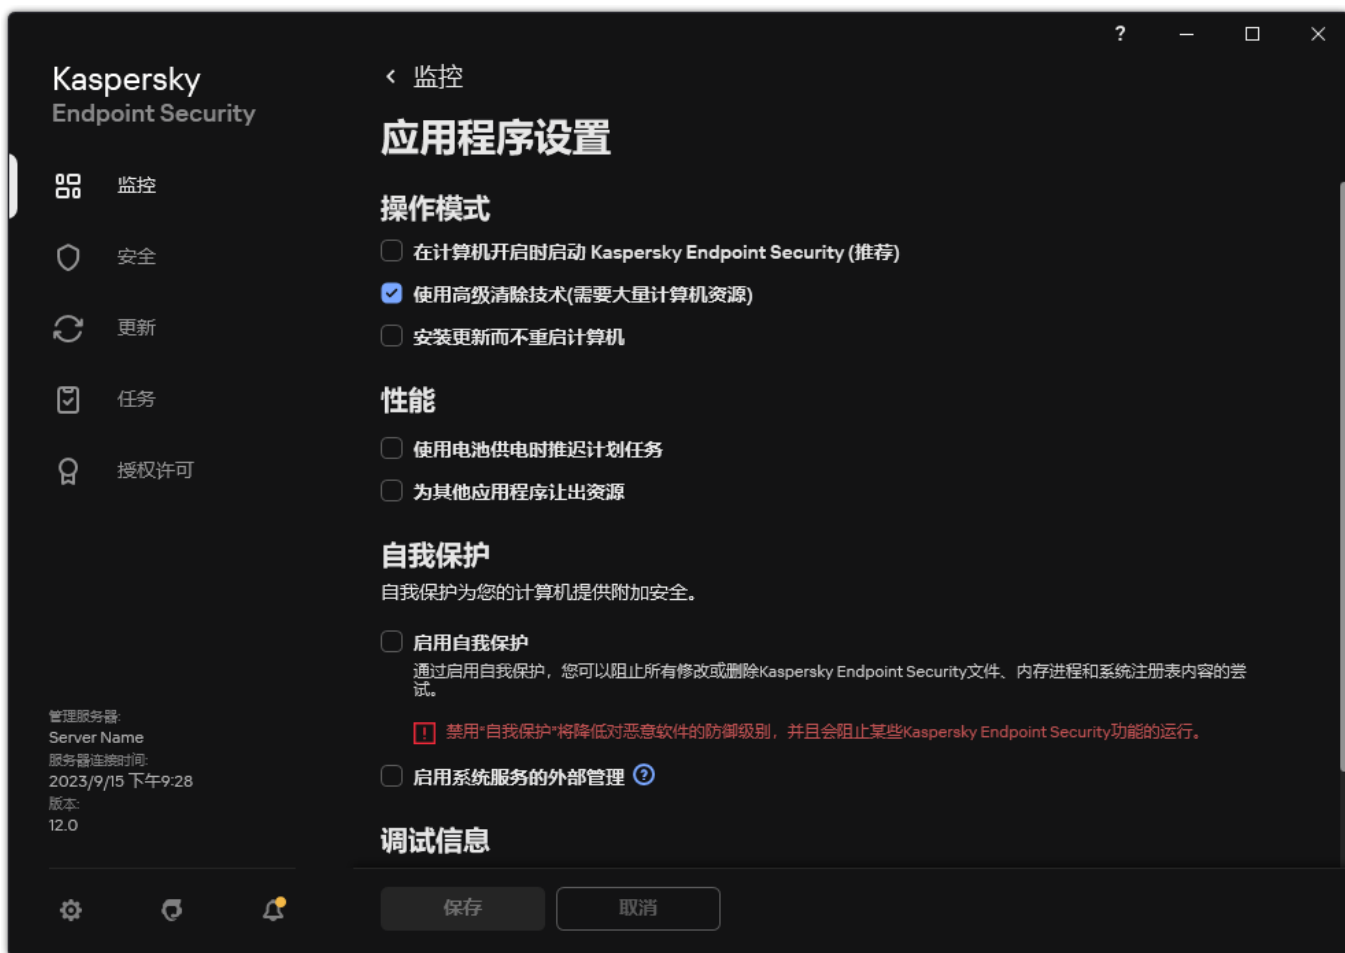 Kaspersky
Endpoint Security
监控
安全
更新
任务
授权许可
管理服务器:
Server Name
服务器连接时间:
2023/9/15 下午9:28
版本:
12.0
?
监控
应用程序设置
操作模式
在计算机开启时启动 Kaspersky Endpoint Security (推荐)
使用高级清除技术(需要大量计算机资源)
安装更新而不重启计算机
性能
使用电池供电时推迟计划任务
为其他应用程序让出资源
自我保护
自我保护为您的计算机提供附加安全。
启用自我保护
通过启用自我保护，您可以阻止所有修改或删除Kaspersky Endpoint Security文件、内存进程和系统注册表内容的尝
试。
禁用“自我保护”将降低对恶意软件的防御级别，并且会阻止某些Kaspersky Endpoint Security功能的运行。
启用系统服务的外部管理 ?
调试信息
保存
取消